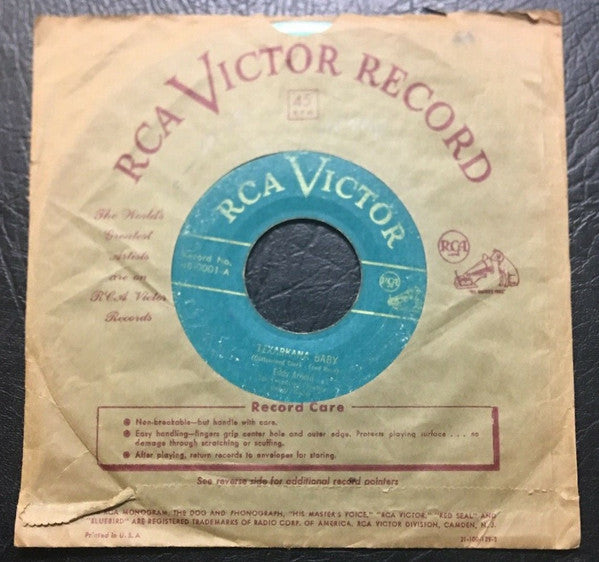 RCA VICTOR RECORD
45
RPM
The World's
Greatest
Artists
are on
RCA Victor
Records
RCA VICTOR
Record No.
48-0001-A
RCA
RCA
"HIS MASTER'S VOICE"
TEXARKANA BABY
Eddy Arnold
Record Care
Non-breakable—but handle with care.
Easy handling—fingers grip center hole and outer edge. Protects playing surface . . . no
damage through scratching or scuffing.
After playing, return records to envelopes for storing.
See reverse side for additional record pointers
RCA MONOGRAM, THE DOG AND PHONOGRAPH, "HIS MASTER'S VOICE," "RCA VICTOR," "RED SEAL" AND
"BLUEBIRD" ARE REGISTERED TRADEMARKS OF RADIO CORP. OF AMERICA. RCA VICTOR DIVISION, CAMDEN, N. J.
Printed in U. S. A